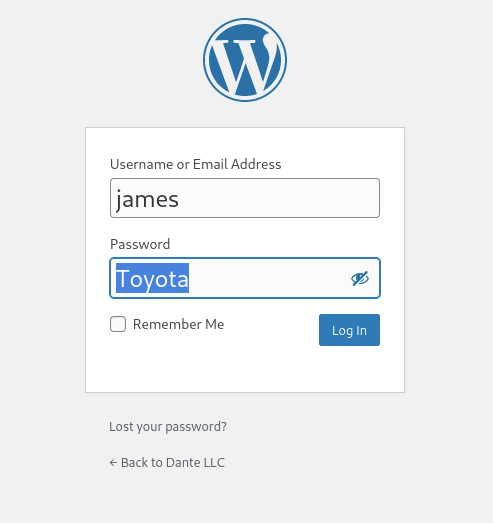 Username or Email Address
james
Password
Toyota
Remember Me
Log In
Lost your password?
← Back to Dante LLC